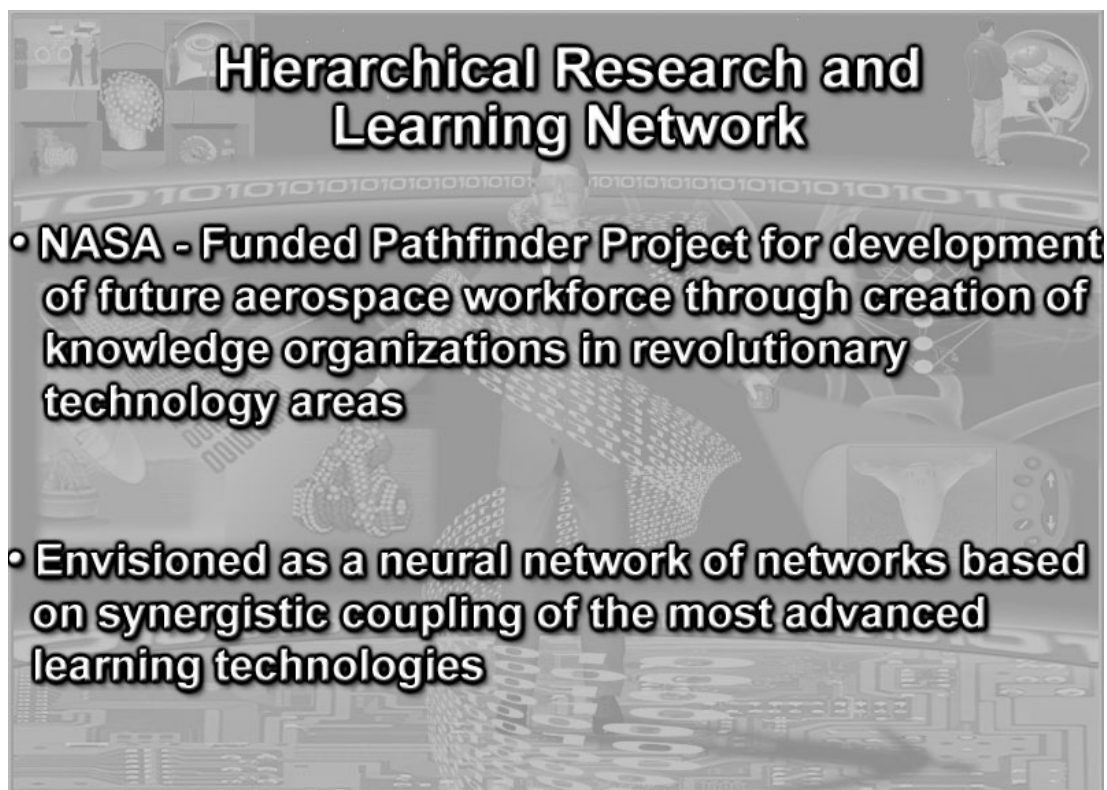 Hierarchical Research and
Learning Network
• NASA - Funded Pathfinder Project for development
of future aerospace workforce through creation of
knowledge organizations in revolutionary
technology areas
• Envisioned as a neural network of networks based
on synergistic coupling of the most advanced
learning technologies